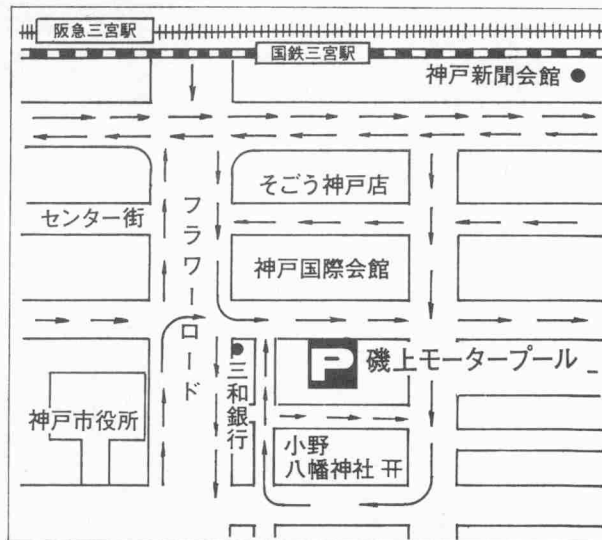 阪急三宮駅
国鉄三宮駅
神戸新聞会館
そごう神戸店
センター街
フラワーロード
神戸国際会館
P 磯上モータープール
三和銀行
神戸市役所
小野
八幡神社